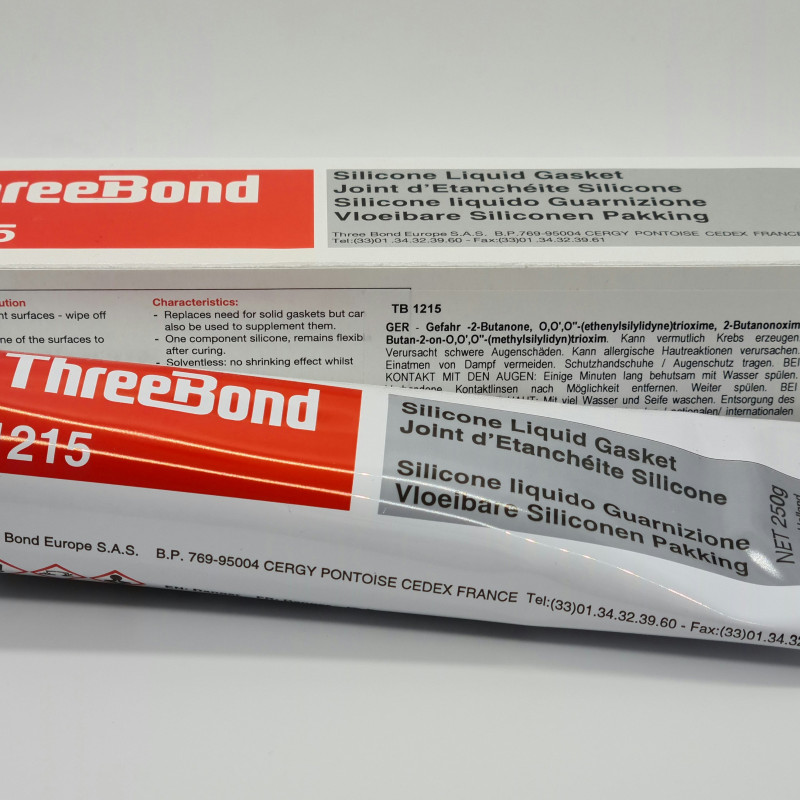 reeBond
5
Silicone Liquid Gasket
Joint d'Etanchéite Silicone
Silicone liquido Guarnizione
Vloeibare Siliconen Pakking
Three Bond Europe S.A.S. B.P.769-95004 CERGY PONTOISE CEDEX FRANCE
Tel:(33)01 .34.32.39.60 - Fax:(33)01 .34.32.39.61
ution
nt surfaces - wipe off
ne of the surfaces to
Characteristics:
- Replaces need for solid gaskets but can
also be used to supplement them.
- One component silicone, remains flexibl
after curing.
- Solventless: no shrinking effect whilst
TB 1215
GER - Gefahr -2-Butanone, O,O',O"-(ethenylsilylidyne)trioxime, 2-Butanonoxim
Butan-2-on-O,O',O"-(methylsilylidyn)trioxim. Kann vermutlich Krebs erzeugen.
Verursacht schwere Augenschäden. Kann allergische Hautreaktionen verursachen.
Einatmen von Dampf vermeiden. Schutzhandschuhe / Augenschutz tragen. BEI
KONTAKT MIT DEN AUGEN: Einige Minuten lang behutsam mit Wasser spülen.
Kontaktlinsen nach Möglichkeit entfernen. Weiter spülen. BEI
HAUT: Mit viel Wasser und Seife waschen. Entsorgung des
nationalen/ internationalen
ThreeBond
1215
Silicone Liquid Gasket
Joint d'Etanchéite Silicone
Silicone liquido Guarnizione
Vloeibare Siliconen Pakking
NET 250g
Bond Europe S.A.S. B.P. 769-95004 CERGY PONTOISE CEDEX FRANCE Tel:(33)01.34.32.39.60 - Fax:(33)01.34.32